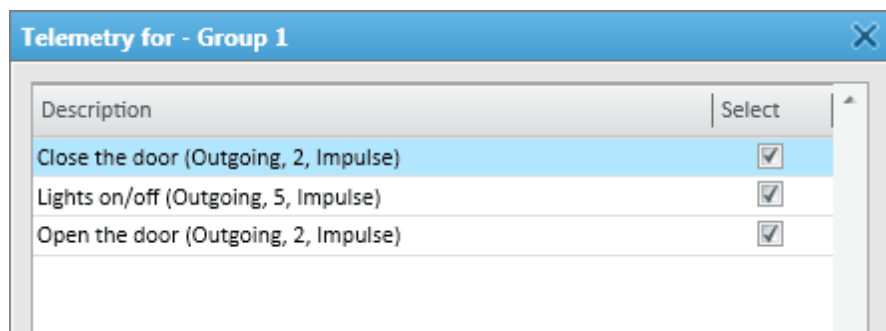 Telemetry for - Group 1
Description Select
Close the door (Outgoing, 2, Impulse)
Lights on/off (Outgoing, 5, Impulse)
Open the door (Outgoing, 2, Impulse)